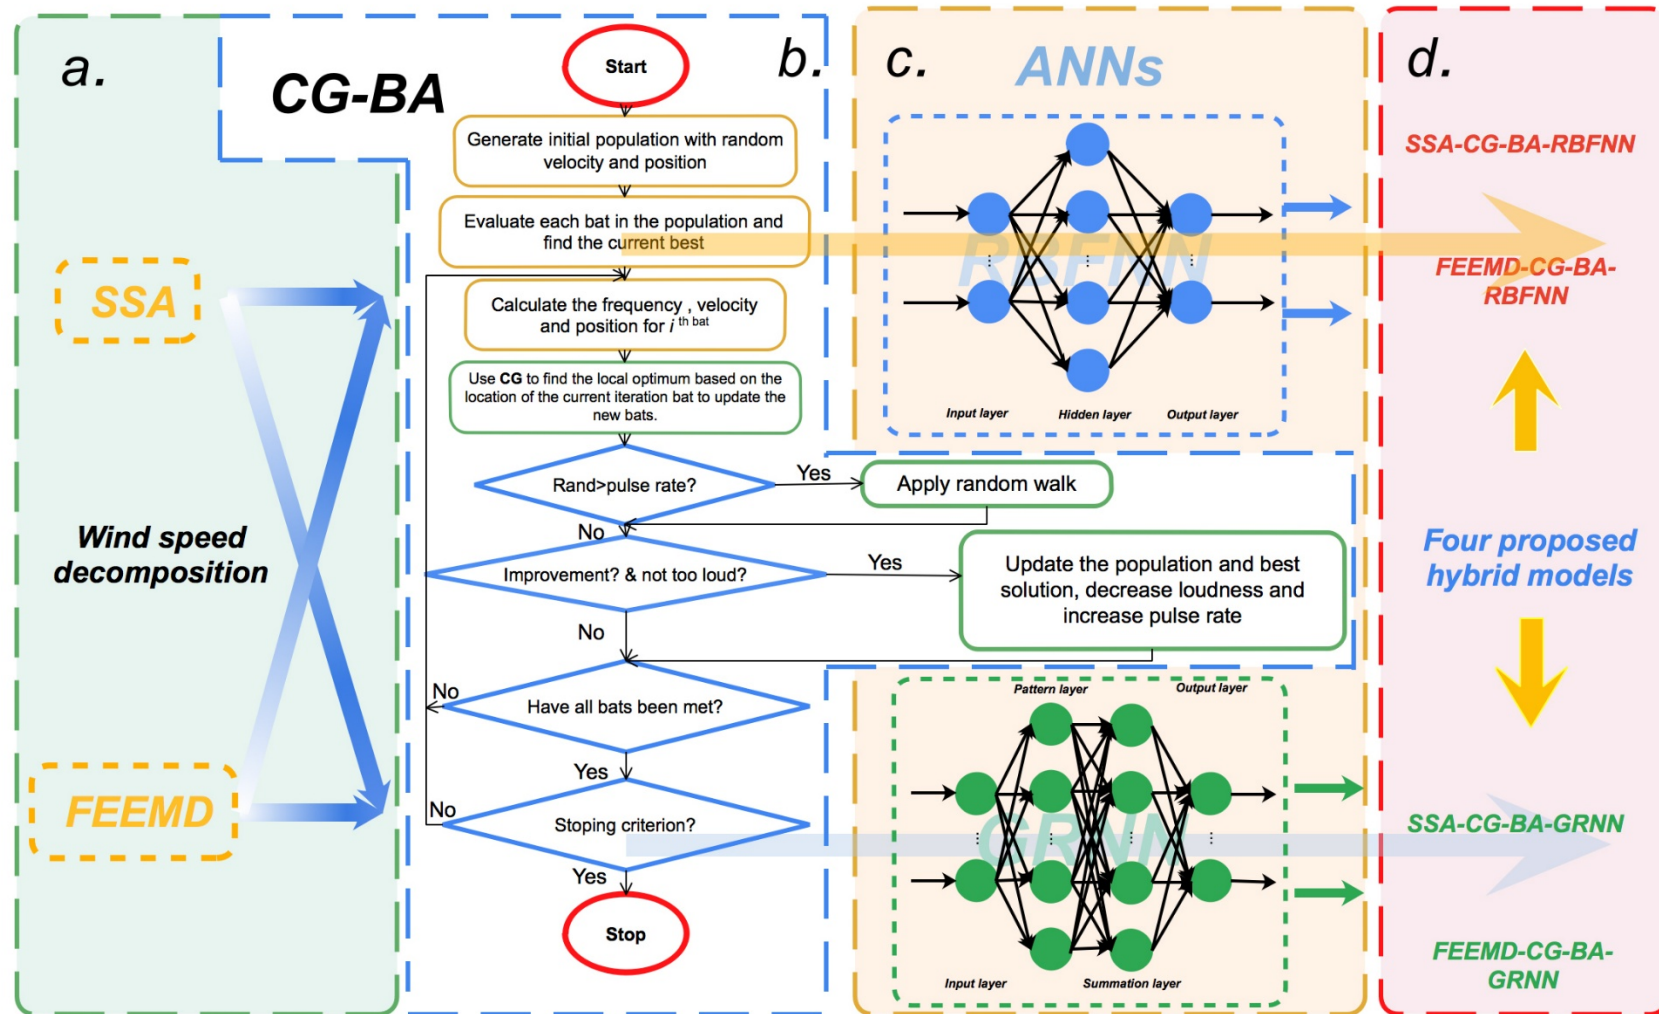 a.
SSA
Wind speed
decomposition
FEEMD
b.
CG-BA
Start
Generate initial population with random
velocity and position
Evaluate each bat in the population and
find the current best
Calculate the frequency , velocity
and position for i th bat
Use CG to find the local optimum based on the
location of the current iteration bat to update the
new bats.
Rand>pulse rate?
Yes
Apply random walk
No
Improvement? & not too loud?
Yes
Update the population and best
solution, decrease loudness and
increase pulse rate
No
Have all bats been met?
No
Yes
Stoping criterion?
No
Yes
Stop
c.
ANNs
RBFNN
Input layer
Hidden layer
Output layer
Pattern layer
Output layer
GRNN
Input layer
Summation layer
d.
SSA-CG-BA-RBFNN
FEEMD-CG-BA-
RBFNN
Four proposed
hybrid models
SSA-CG-BA-GRNN
FEEMD-CG-BA-
GRNN